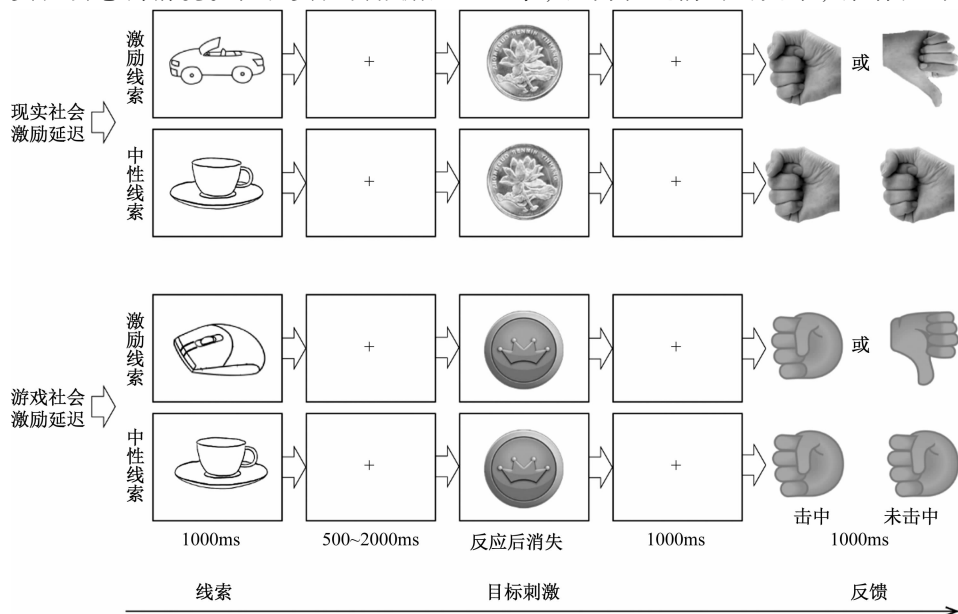 激励线索
+
+
或
现实社会
激励延迟
中性线索
+
+
激励线索
+
+
或
游戏社会
激励延迟
中性线索
+
+
击中
未击中
1000ms
500~2000ms
反应后消失
1000ms
1000ms
线索
目标刺激
反馈